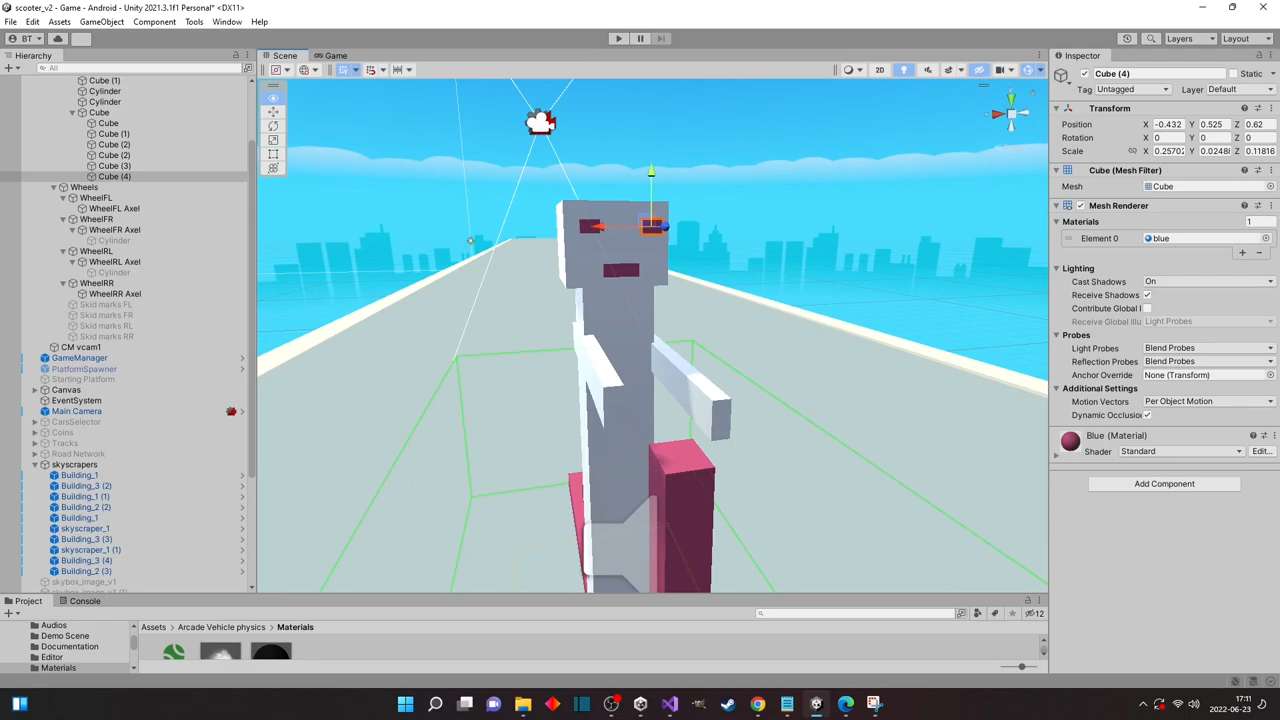 scooter_v2 - Game - Android - Unity 2021.3.1f1 Personal* <DX11>
File Edit Assets GameObject Component Tools Window Help
BT Layers Layout
Hierarchy Scene Game Inspector
All 2D
Cube (4) Static
Tag Untagged Layer Default
Cube (1)
Cylinder
Cylinder
Cube
Cube
Cube (1)
Cube (2)
Cube (2)
Cube (3)
Cube (4)
Wheels
WheelFL
WheelFL Axel
WheelFR
WheelFR Axel
Cylinder
WheelRL
WheelRL Axel
Cylinder
WheelRR
WheelRR Axel
Skid marks FL
Skid marks FR
Skid marks RL
Skid marks RR
CM vcam1
GameManager
PlatformSpawner
Starting Platform
Canvas
EventSystem
Main Camera
CarsSelector
Coins
Tracks
Road Network
skyscrapers
Building_1
Building_3 (2)
Building_1 (1)
Building_2 (2)
Building_1
skyscraper_1
Building_3 (3)
skyscraper_1 (1)
Building_3 (4)
Building_2 (3)
skybox_image_v1
Transform
Position X -0.432 Y 0.525 Z 0.62
Rotation X 0 Y 0 Z 0
Scale X 0.25702 Y 0.02488 Z 0.11816
Cube (Mesh Filter)
Mesh Cube
Mesh Renderer
Materials 1
Element 0 blue
Lighting
Cast Shadows On
Receive Shadows
Contribute Global I
Receive Global Illu Light Probes
Probes
Light Probes Blend Probes
Reflection Probes Blend Probes
Anchor Override None (Transform)
Additional Settings
Motion Vectors Per Object Motion
Dynamic Occlusion
Blue (Material)
Shader Standard Edit...
Add Component
Project Console
12
Audios
Demo Scene
Documentation
Editor
Materials
Assets Arcade Vehicle physics Materials
17:11
2022-06-23